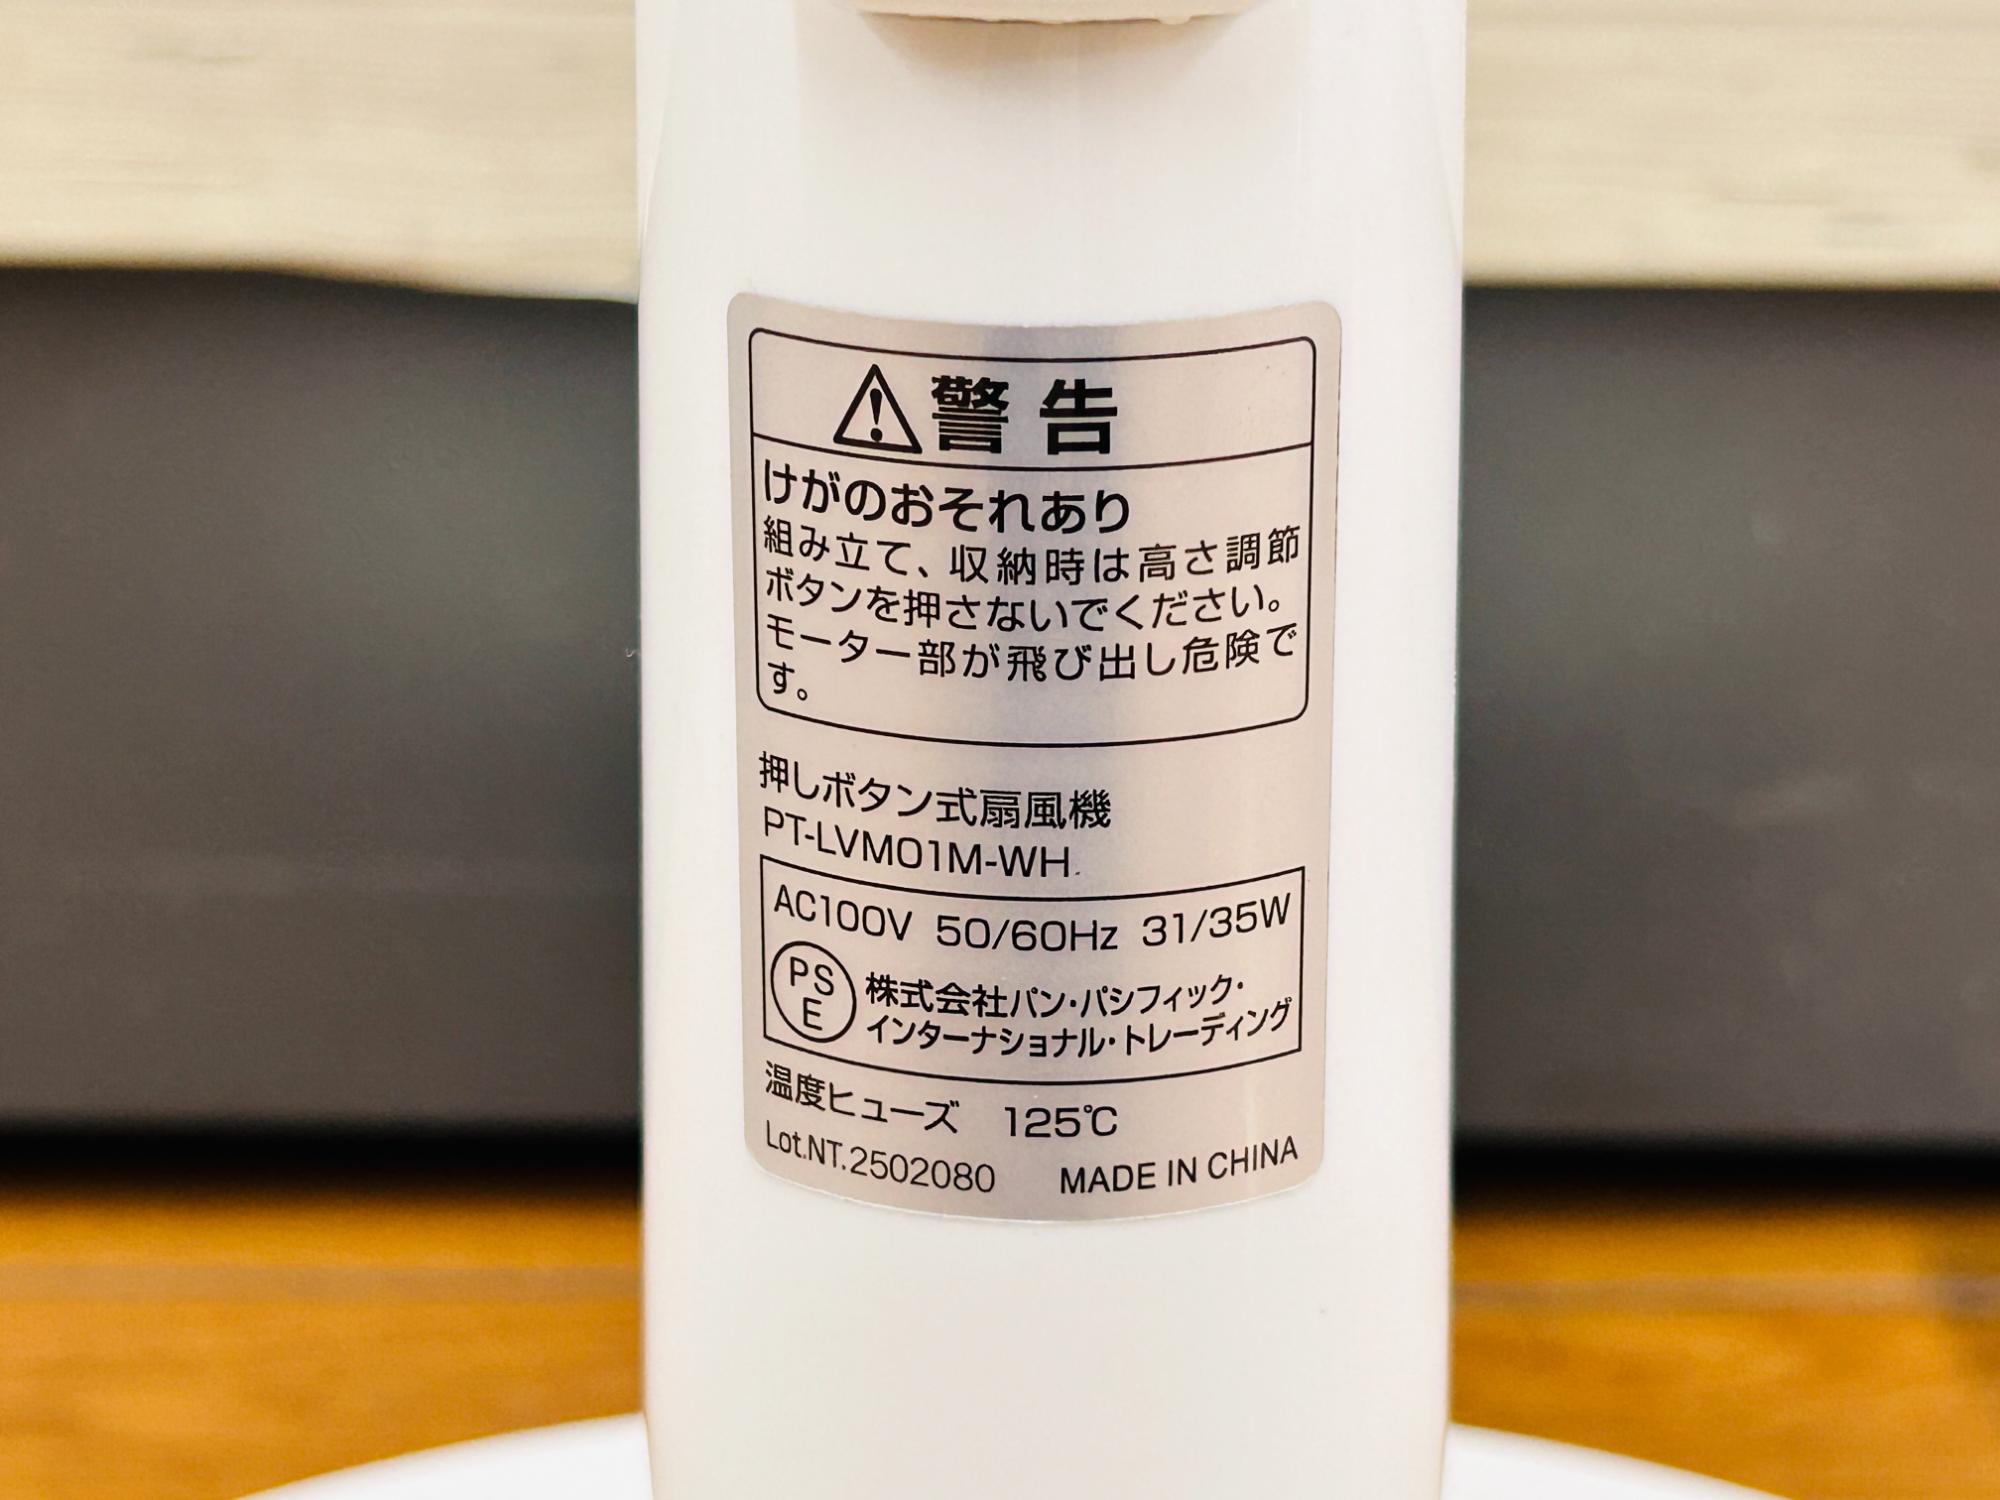 警告
けがのおそれあり
組み立て、収納時は高さ調節
ボタンを押さないでください。
モーター部が飛び出し危険で
す。
押しボタン式扇風機
PT-LVM01M-WH
AC100V 50/60Hz 31/35W
PS
E
株式会社パン・パシフィック・
インターナショナル・トレーディング
温度ヒューズ 125℃
Lot.NT.2502080 MADE IN CHINA